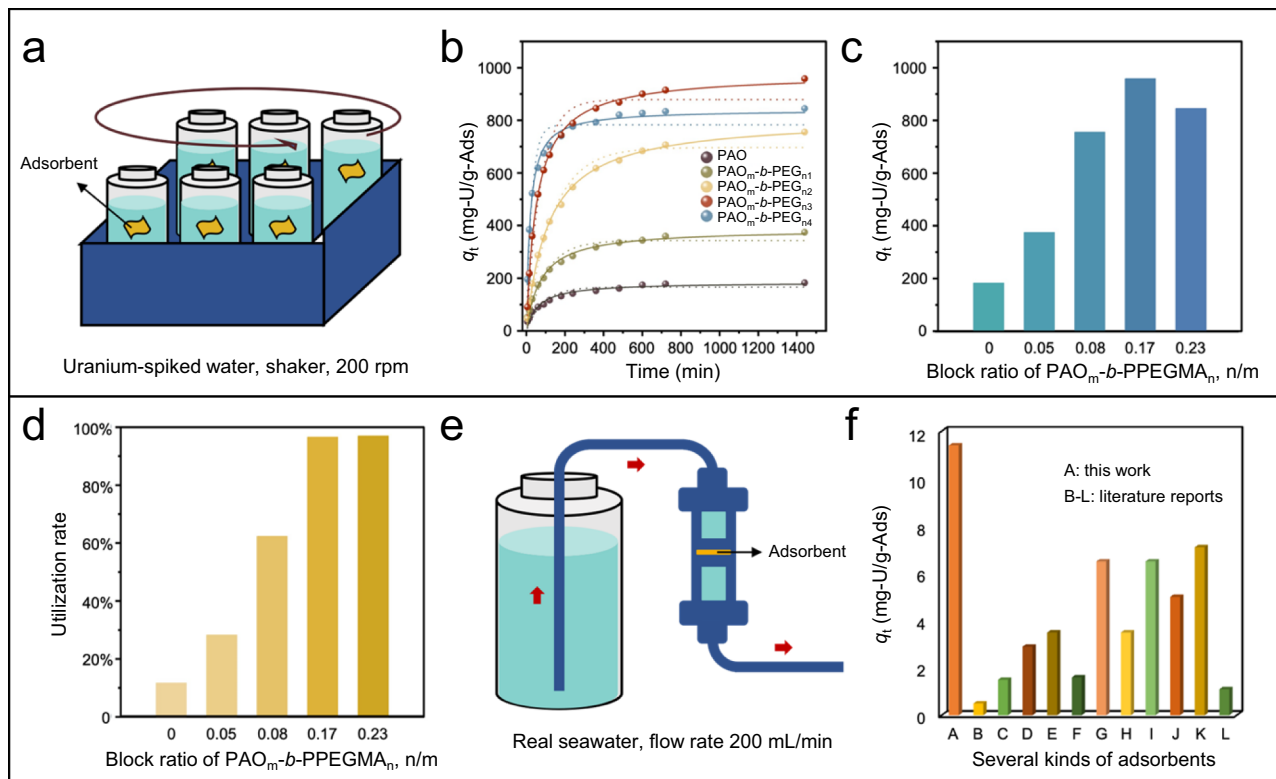 a
Adsorbent
Uranium-spiked water, shaker, 200 rpm
b
1000
800
600
400
200
0
qt (mg-U/g-Ads)
PAO
PAOm-b-PEGn1
PAOm-b-PEGn2
PAOm-b-PEGn3
PAOm-b-PEGn4
0 200 400 600 800 1000 1200 1400
Time (min)
c
1000
800
600
400
200
0
qt (mg-U/g-Ads)
0 0.05 0.08 0.17 0.23
Block ratio of PAOm-b-PPEGMAn, n/m
d
100%
80%
60%
40%
20%
0
Utilization rate
0 0.05 0.08 0.17 0.23
Block ratio of PAOm-b-PPEGMAn, n/m
e
Adsorbent
Real seawater, flow rate 200 mL/min
f
12
10
8
6
4
2
0
qt (mg-U/g-Ads)
A: this work
B-L: literature reports
A B C D E F G H I J K L
Several kinds of adsorbents